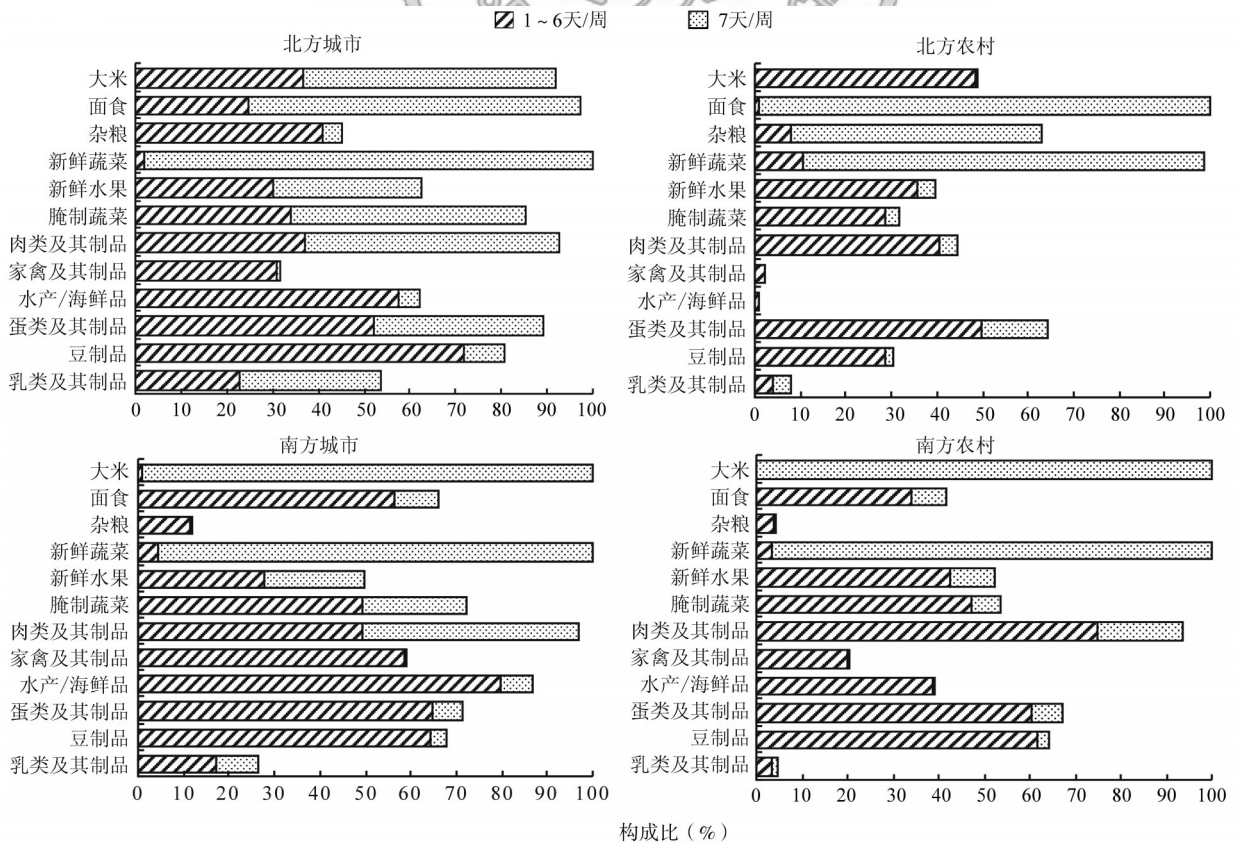 1~6天/周 7天/周
北方城市
大米
面食
杂粮
新鲜蔬菜
新鲜水果
腌制蔬菜
肉类及其制品
家禽及其制品
水产/海鲜品
蛋类及其制品
豆制品
乳类及其制品
0 10 20 30 40 50 60 70 80 90 100
北方农村
大米
面食
杂粮
新鲜蔬菜
新鲜水果
腌制蔬菜
肉类及其制品
家禽及其制品
水产/海鲜品
蛋类及其制品
豆制品
乳类及其制品
0 10 20 30 40 50 60 70 80 90 100
南方城市
大米
面食
杂粮
新鲜蔬菜
新鲜水果
腌制蔬菜
肉类及其制品
家禽及其制品
水产/海鲜品
蛋类及其制品
豆制品
乳类及其制品
0 10 20 30 40 50 60 70 80 90 100
南方农村
大米
面食
杂粮
新鲜蔬菜
新鲜水果
腌制蔬菜
肉类及其制品
家禽及其制品
水产/海鲜品
蛋类及其制品
豆制品
乳类及其制品
0 10 20 30 40 50 60 70 80 90 100
构成比(%)